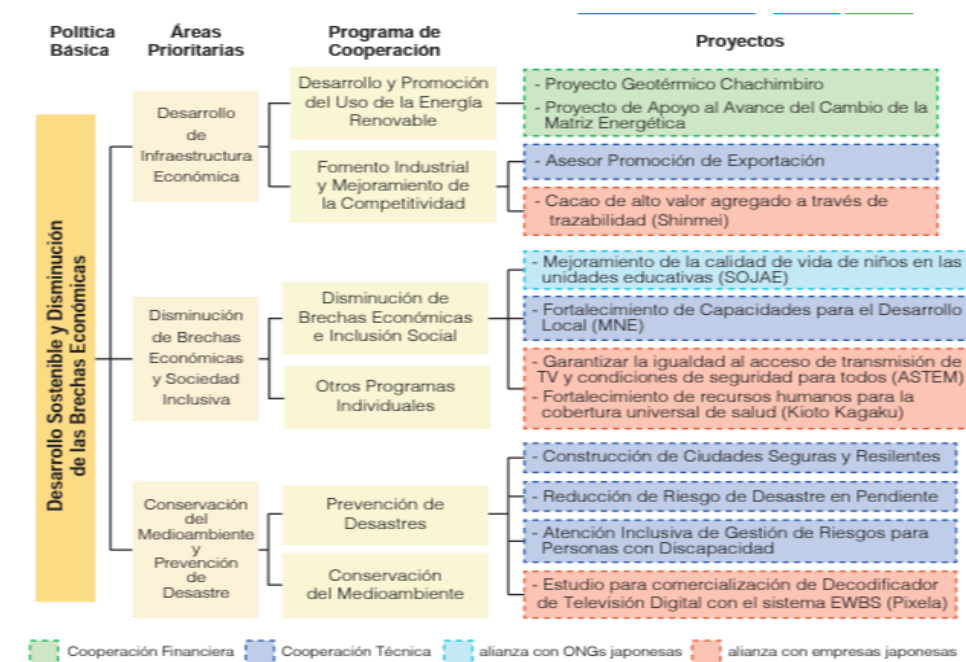 Política
Básica
Áreas
Prioritarias
Programa de
Cooperación
Proyectos
Desarrollo Sostenible y Disminución
de las Brechas Económicas
Desarrollo
de
Infraestructura
Económica
Desarrollo y Promoción
del Uso de la Energía
Renovable
- Proyecto Geotérmico Chachimbiro
- Proyecto de Apoyo al Avance del Cambio de la
Matriz Energética
Fomento Industrial
y Mejoramiento de
la Competitividad
- Asesor Promoción de Exportación
- Cacao de alto valor agregado a través de
trazabilidad (Shinmei)
Disminución
de Brechas
Económicas
y Sociedad
Inclusiva
Disminución de
Brechas Económicas
e Inclusión Social
- Mejoramiento de la calidad de vida de niños en las
unidades educativas (SOJAE)
- Fortalecimiento de Capacidades para el Desarrollo
Local (MNE)
- Garantizar la igualdad al acceso de transmisión de
TV y condiciones de seguridad para todos (ASTEM)
- Fortalecimiento de recursos humanos para la
cobertura universal de salud (Kioto Kagaku)
Otros Programas
Individuales
Conservación
del
Medioambiente
y
Prevención
de
Desastre
Prevención de
Desastres
- Construcción de Ciudades Seguras y Resilentes
- Reducción de Riesgo de Desastre en Pendiente
- Atención Inclusiva de Gestión de Riesgos para
Personas con Discapacidad
- Estudio para comercialización de Decodificador
de Televisión Digital con el sistema EWBS (Pixela)
Conservación
del Medioambiente
Cooperación Financiera
Cooperación Técnica
alianza con ONGs japonesas
alianza con empresas japonesas